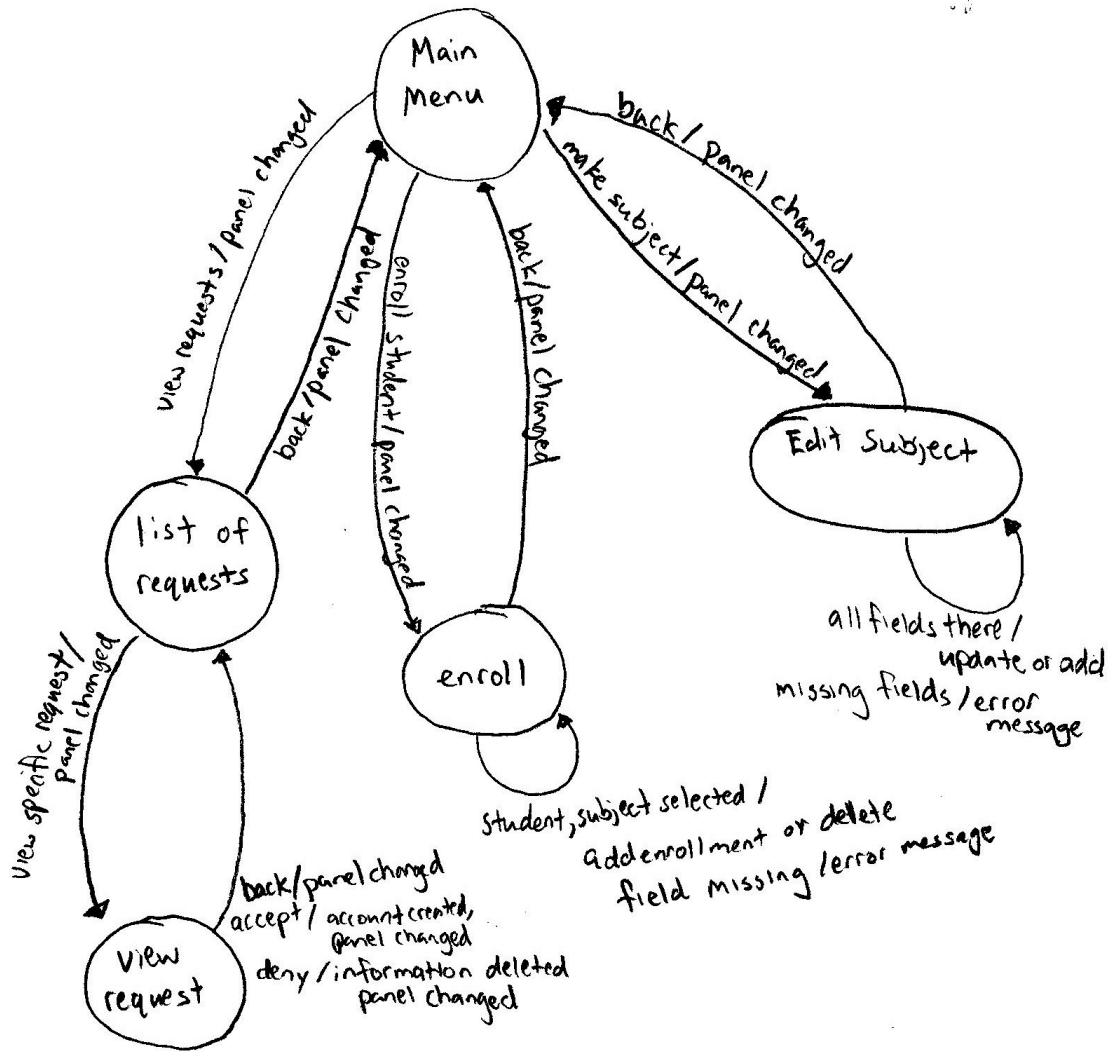 Main
Menu
back/panel changed
make subject/panel changed
view requests/panel changed
back/panel changed
enroll student/panel changed
back/panel changed
Edit Subject
list of
requests
all fields there/
update or add
missing fields/error
message
enroll
view specific request/
panel changed
student, subject selected/
add enrollment or delete
field missing/error message
back/panel changed
accept/account created,
panel changed
deny/information deleted
panel changed
view
request